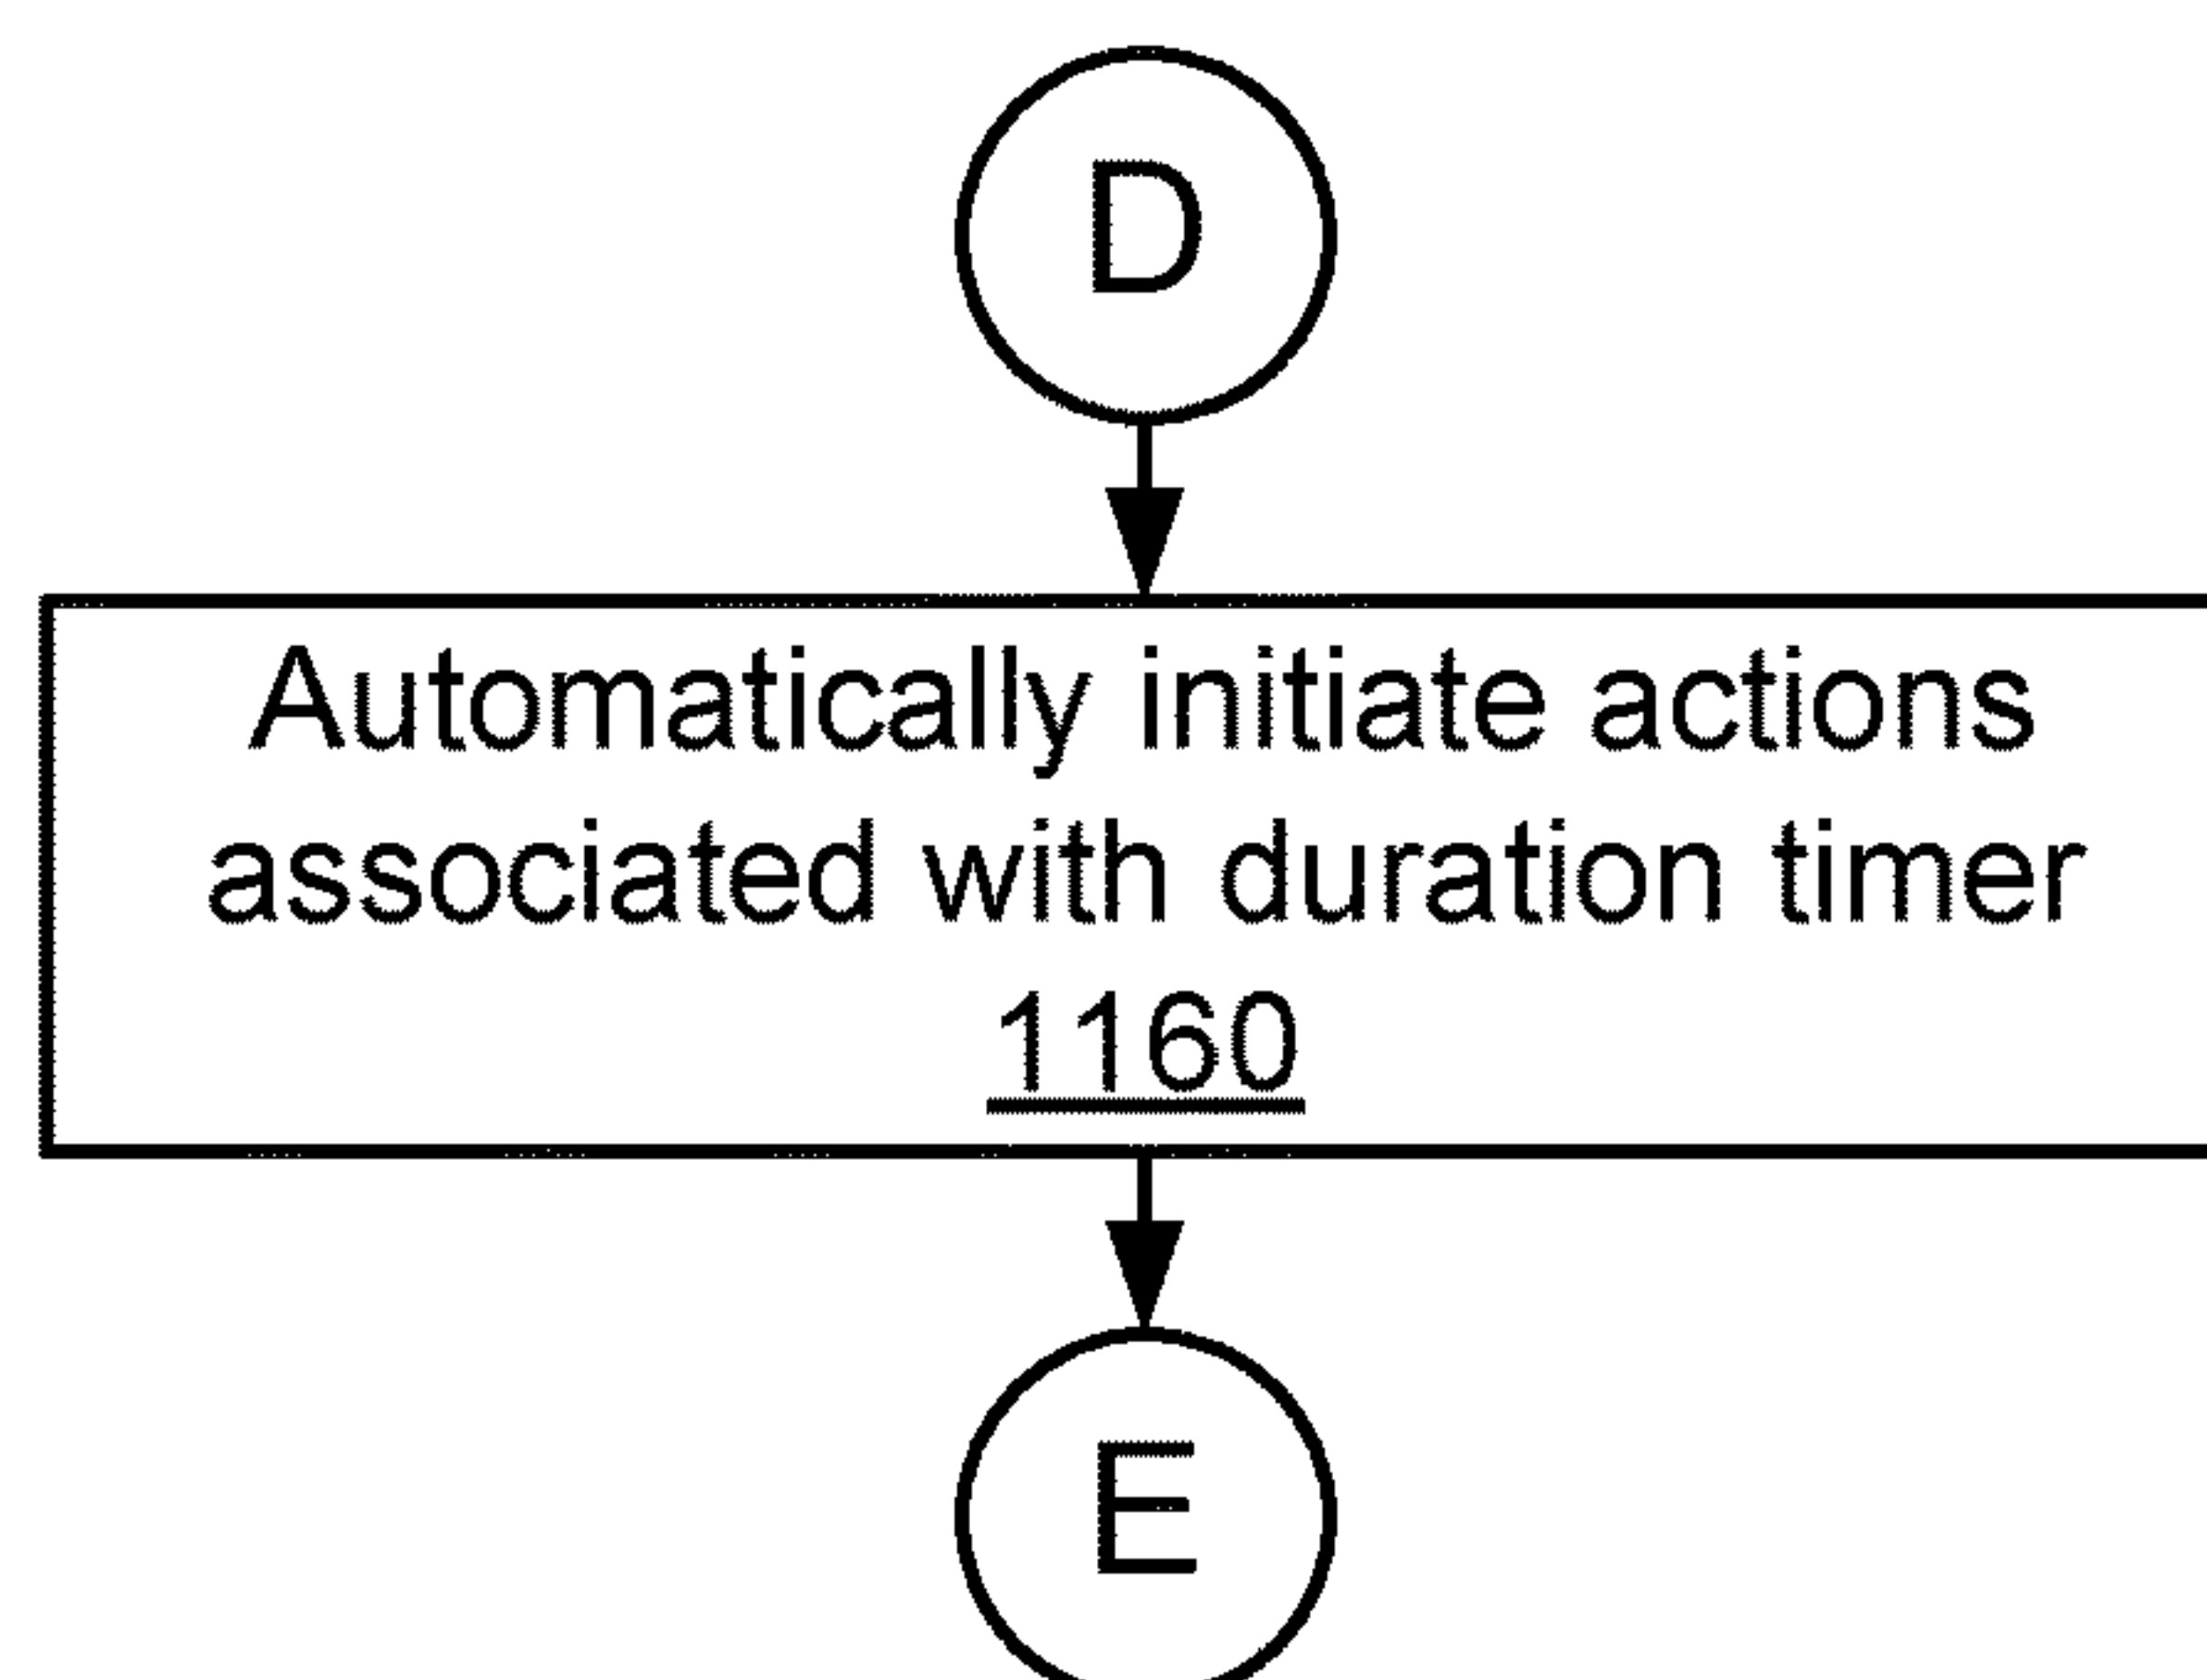 D
Automatically initiate actions
associated with duration timer
1160
E